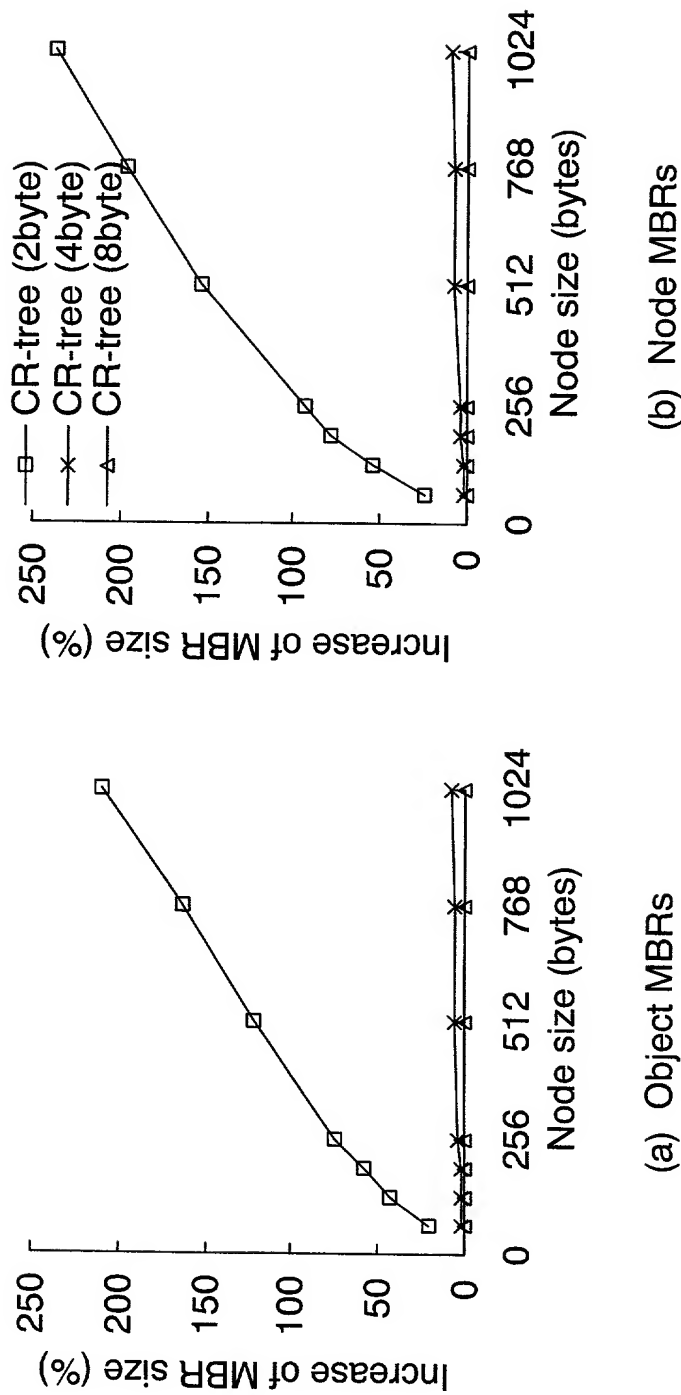 250
200
150
100
50
0
Increase of MBR size (%)
0
256
512
768
1024
Node size (bytes)
(a) Object MBRs
CR-tree (2byte)
CR-tree (4byte)
CR-tree (8byte)
250
200
150
100
50
0
Increase of MBR size (%)
0
256
512
768
1024
Node size (bytes)
(b) Node MBRs